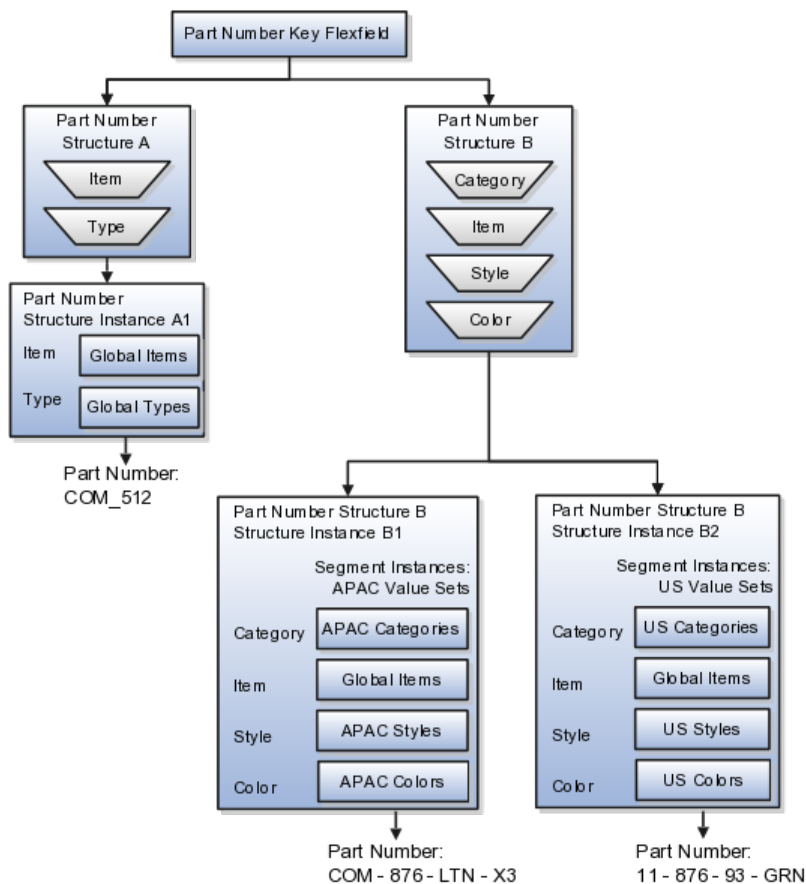 Part Number Key Flexfield
Part Number
Structure A
Item
Type
Part Number
Structure B
Category
Item
Style
Color
Part Number
Structure Instance A1
Item
Global Items
Type
Global Types
Part Number:
COM_512
Part Number Structure B
Structure Instance B1
Segment Instances:
APAC Value Sets
Category
APAC Categories
Item
Global Items
Style
APAC Styles
Color
APAC Colors
Part Number:
COM - 876 - LTN - X3
Part Number Structure B
Structure Instance B2
Segment Instances:
US Value Sets
Category
US Categories
Item
Global Items
Style
US Styles
Color
US Colors
Part Number:
11 - 876 - 93 - GRN